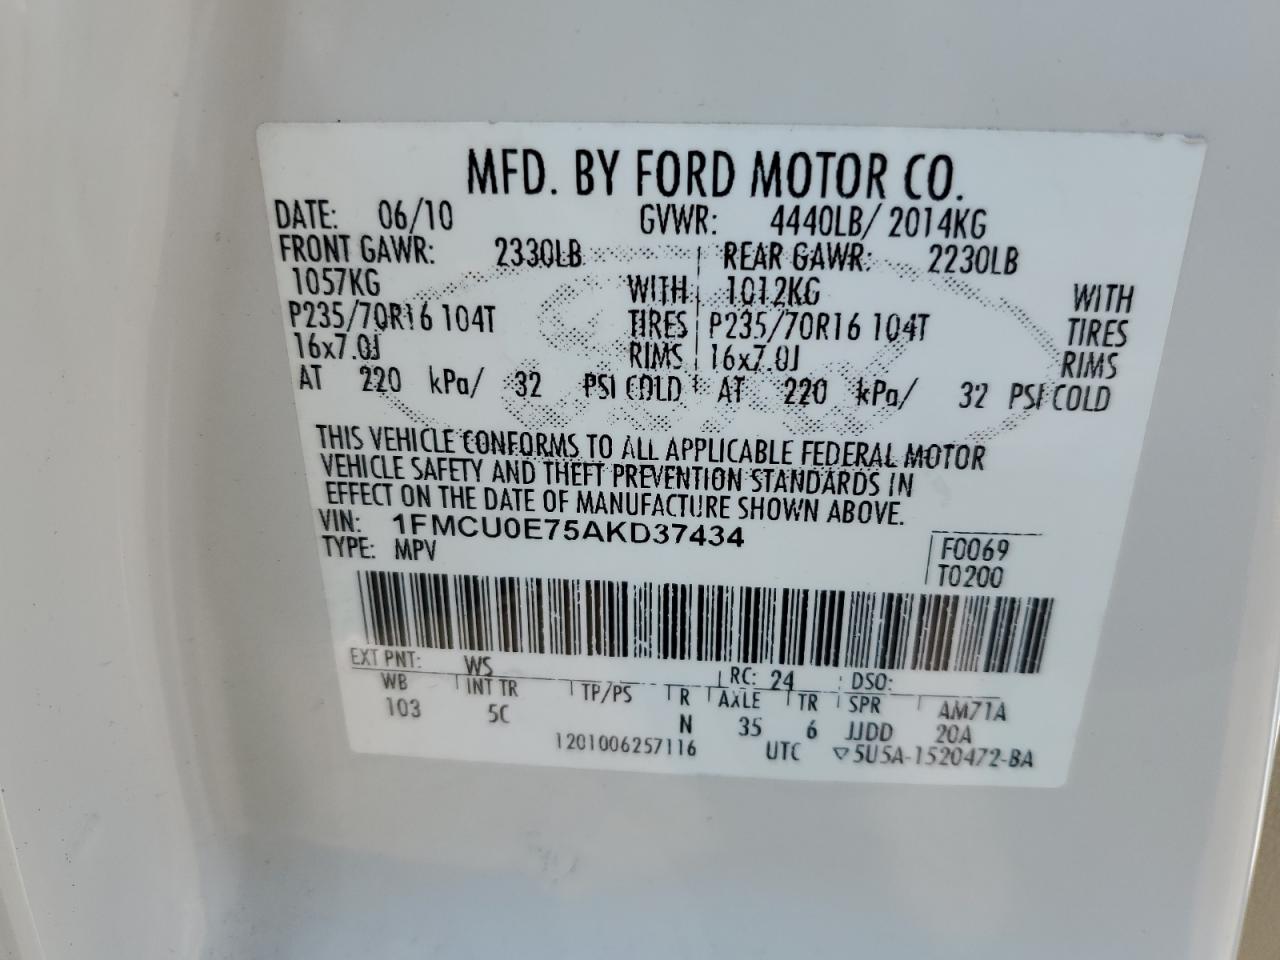 MFD. BY FORD MOTOR CO.
DATE: 06/10 GVWR: 4440LB/ 2014KG
FRONT GAWR: 2330LB REAR GAWR: 2230LB
1057KG WITH 1012KG WITH
P235/70R16 104T TIRES P235/70R16 104T TIRES
16x7.0J RIMS 16x7.0J RIMS
AT 220 kPa/ 32 PSI COLD AT 220 kPa/ 32 PSI COLD
THIS VEHICLE CONFORMS TO ALL APPLICABLE FEDERAL MOTOR
VEHICLE SAFETY AND THEFT PREVENTION STANDARDS IN
EFFECT ON THE DATE OF MANUFACTURE SHOWN ABOVE.
VIN: 1FMCU0E75AKD37434
TYPE: MPV F0069
T0200
EXT PNT: WS RC: 24 DSO:
WB INT TR TP/PS R AXLE TR SPR AM71A
103 5C N 35 6 JJDD 20A
1201006257116 UTC ▽5U5A-1520472-BA